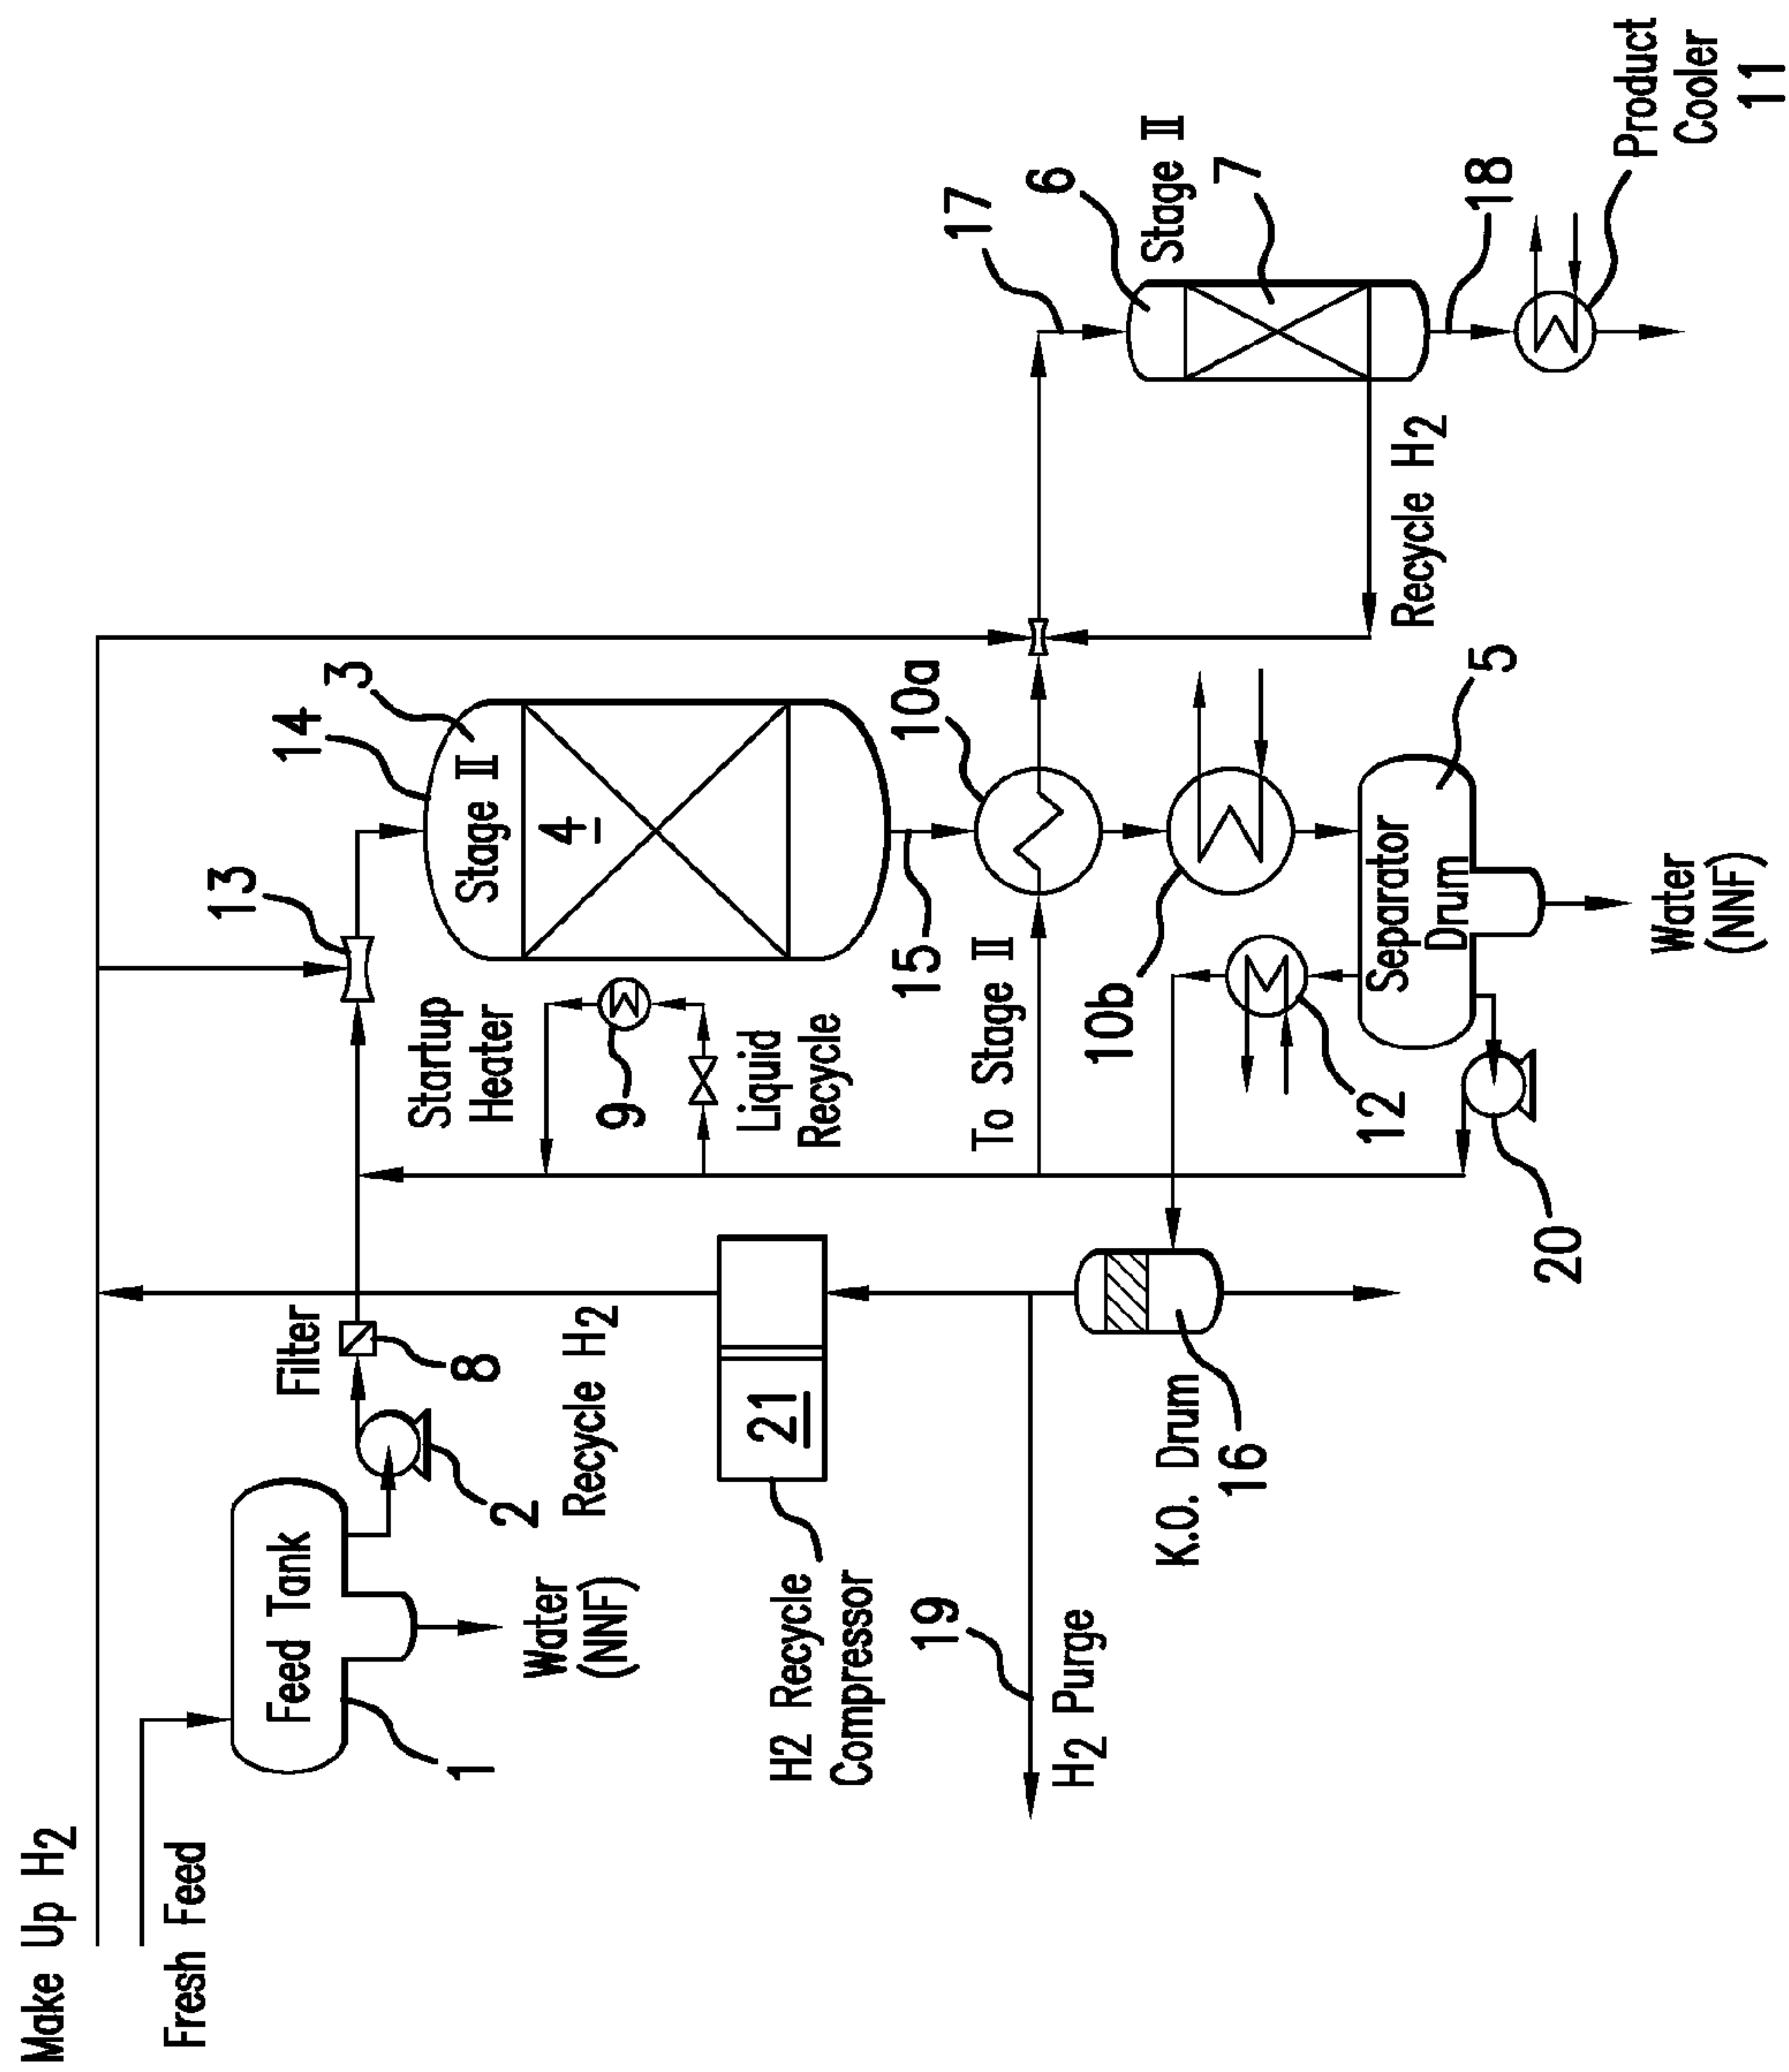 Make Up H2
Fresh Feed
Feed Tank
1
Water
(NNF)
2
Filter
8
Recycle H2
H2 Recycle
Compressor
21
19
H2 Purge
K.O. Drum
16
13
14
3
Stage II
4
Startup
Heater
9
Liquid
Recycle
15
To Stage II
10a
10b
12
Separator
Drum
5
20
Water
(NNF)
17
6
Stage II
7
Recycle H2
18
Product
Cooler
11